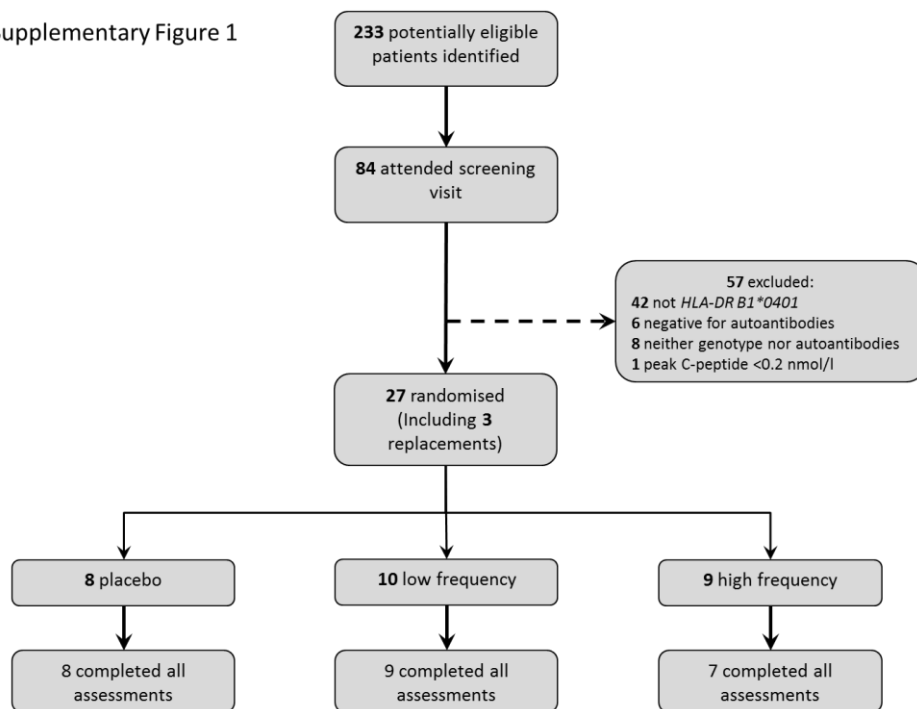 upplementary Figure 1
233 potentially eligible
patients identified
84 attended screening
visit
57 excluded:
42 not HLA-DR B1*0401
6 negative for autoantibodies
8 neither genotype nor autoantibodies
1 peak C-peptide <0.2 nmol/l
27 randomised
(Including 3
replacements)
8 placebo
10 low frequency
9 high frequency
8 completed all
assessments
9 completed all
assessments
7 completed all
assessments